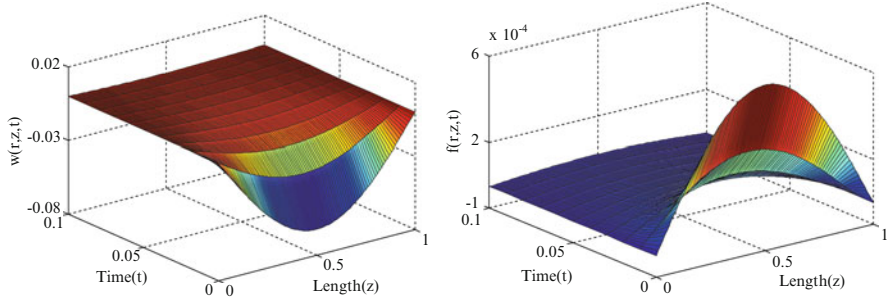 0.02
-0.03
-0.08
w(r,z,t)
0.1
0.05
0
Time(t)
0
0.5
1
Length(z)
x 10⁻⁴
6
2
-1
f(r,z,t)
0.1
0.05
0
Time(t)
0
0.5
1
Length(z)